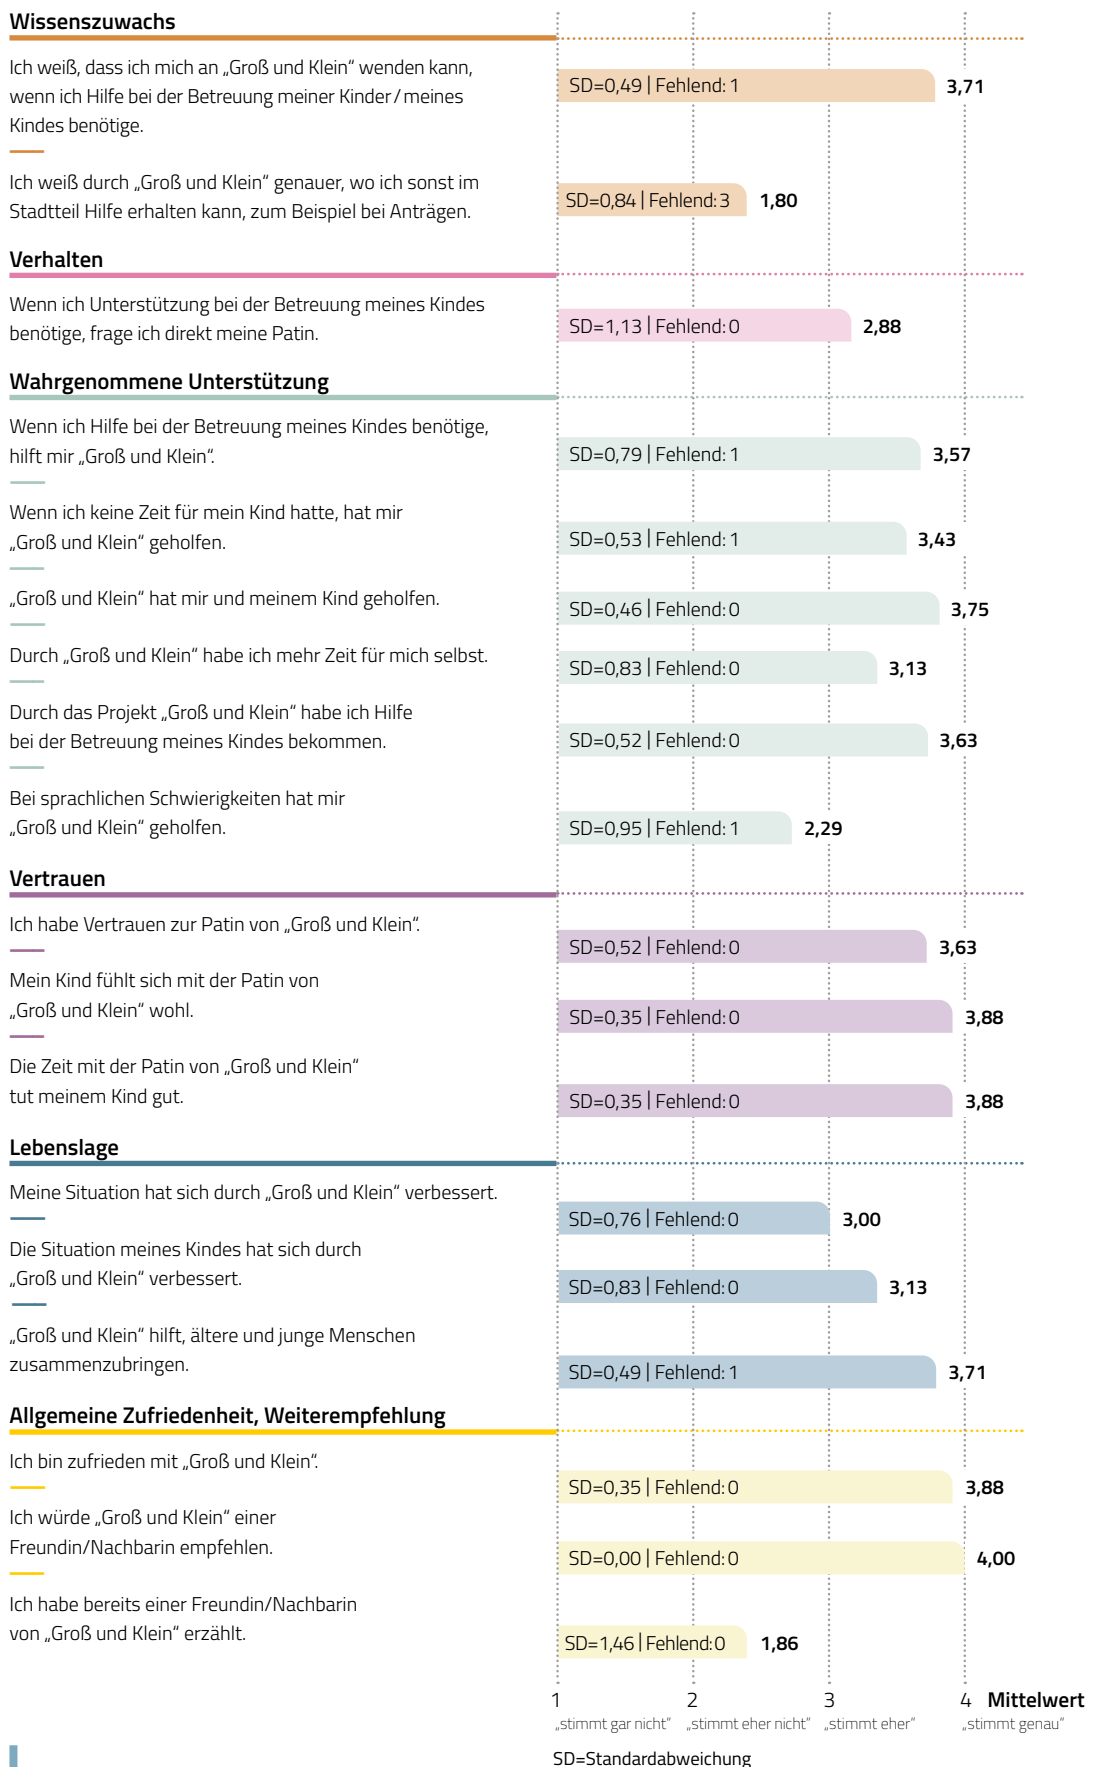 Wissenszuwachs
Ich weiß, dass ich mich an „Groß und Klein“ wenden kann,
wenn ich Hilfe bei der Betreuung meiner Kinder/meines
Kindes benötige.
SD=0,49 | Fehlend: 1 3,71
Ich weiß durch „Groß und Klein“ genauer, wo ich sonst im
Stadtteil Hilfe erhalten kann, zum Beispiel bei Anträgen.
SD=0,84 | Fehlend: 3 1,80
Verhalten
Wenn ich Unterstützung bei der Betreuung meines Kindes
benötige, frage ich direkt meine Patin.
SD=1,13 | Fehlend: 0 2,88
Wahrgenommene Unterstützung
Wenn ich Hilfe bei der Betreuung meines Kindes benötige,
hilft mir „Groß und Klein“.
SD=0,79 | Fehlend: 1 3,57
Wenn ich keine Zeit für mein Kind hatte, hat mir
„Groß und Klein“ geholfen.
SD=0,53 | Fehlend: 1 3,43
„Groß und Klein“ hat mir und meinem Kind geholfen.
SD=0,46 | Fehlend: 0 3,75
Durch „Groß und Klein“ habe ich mehr Zeit für mich selbst.
SD=0,83 | Fehlend: 0 3,13
Durch das Projekt „Groß und Klein“ habe ich Hilfe
bei der Betreuung meines Kindes bekommen.
SD=0,52 | Fehlend: 0 3,63
Bei sprachlichen Schwierigkeiten hat mir
„Groß und Klein“ geholfen.
SD=0,95 | Fehlend: 1 2,29
Vertrauen
Ich habe Vertrauen zur Patin von „Groß und Klein“.
SD=0,52 | Fehlend: 0 3,63
Mein Kind fühlt sich mit der Patin von
„Groß und Klein“ wohl.
SD=0,35 | Fehlend: 0 3,88
Die Zeit mit der Patin von „Groß und Klein“
tut meinem Kind gut.
SD=0,35 | Fehlend: 0 3,88
Lebenslage
Meine Situation hat sich durch „Groß und Klein“ verbessert.
SD=0,76 | Fehlend: 0 3,00
Die Situation meines Kindes hat sich durch
„Groß und Klein“ verbessert.
SD=0,83 | Fehlend: 0 3,13
„Groß und Klein“ hilft, ältere und junge Menschen
zusammenzubringen.
SD=0,49 | Fehlend: 1 3,71
Allgemeine Zufriedenheit, Weiterempfehlung
Ich bin zufrieden mit „Groß und Klein“.
SD=0,35 | Fehlend: 0 3,88
Ich würde „Groß und Klein“ einer
Freundin/Nachbarin empfehlen.
SD=0,00 | Fehlend: 0 4,00
Ich habe bereits einer Freundin/Nachbarin
von „Groß und Klein“ erzählt.
SD=1,46 | Fehlend: 0 1,86
1 2 3 4 Mittelwert
„stimmt gar nicht“ „stimmt eher nicht“ „stimmt eher“ „stimmt genau“
SD=Standardabweichung